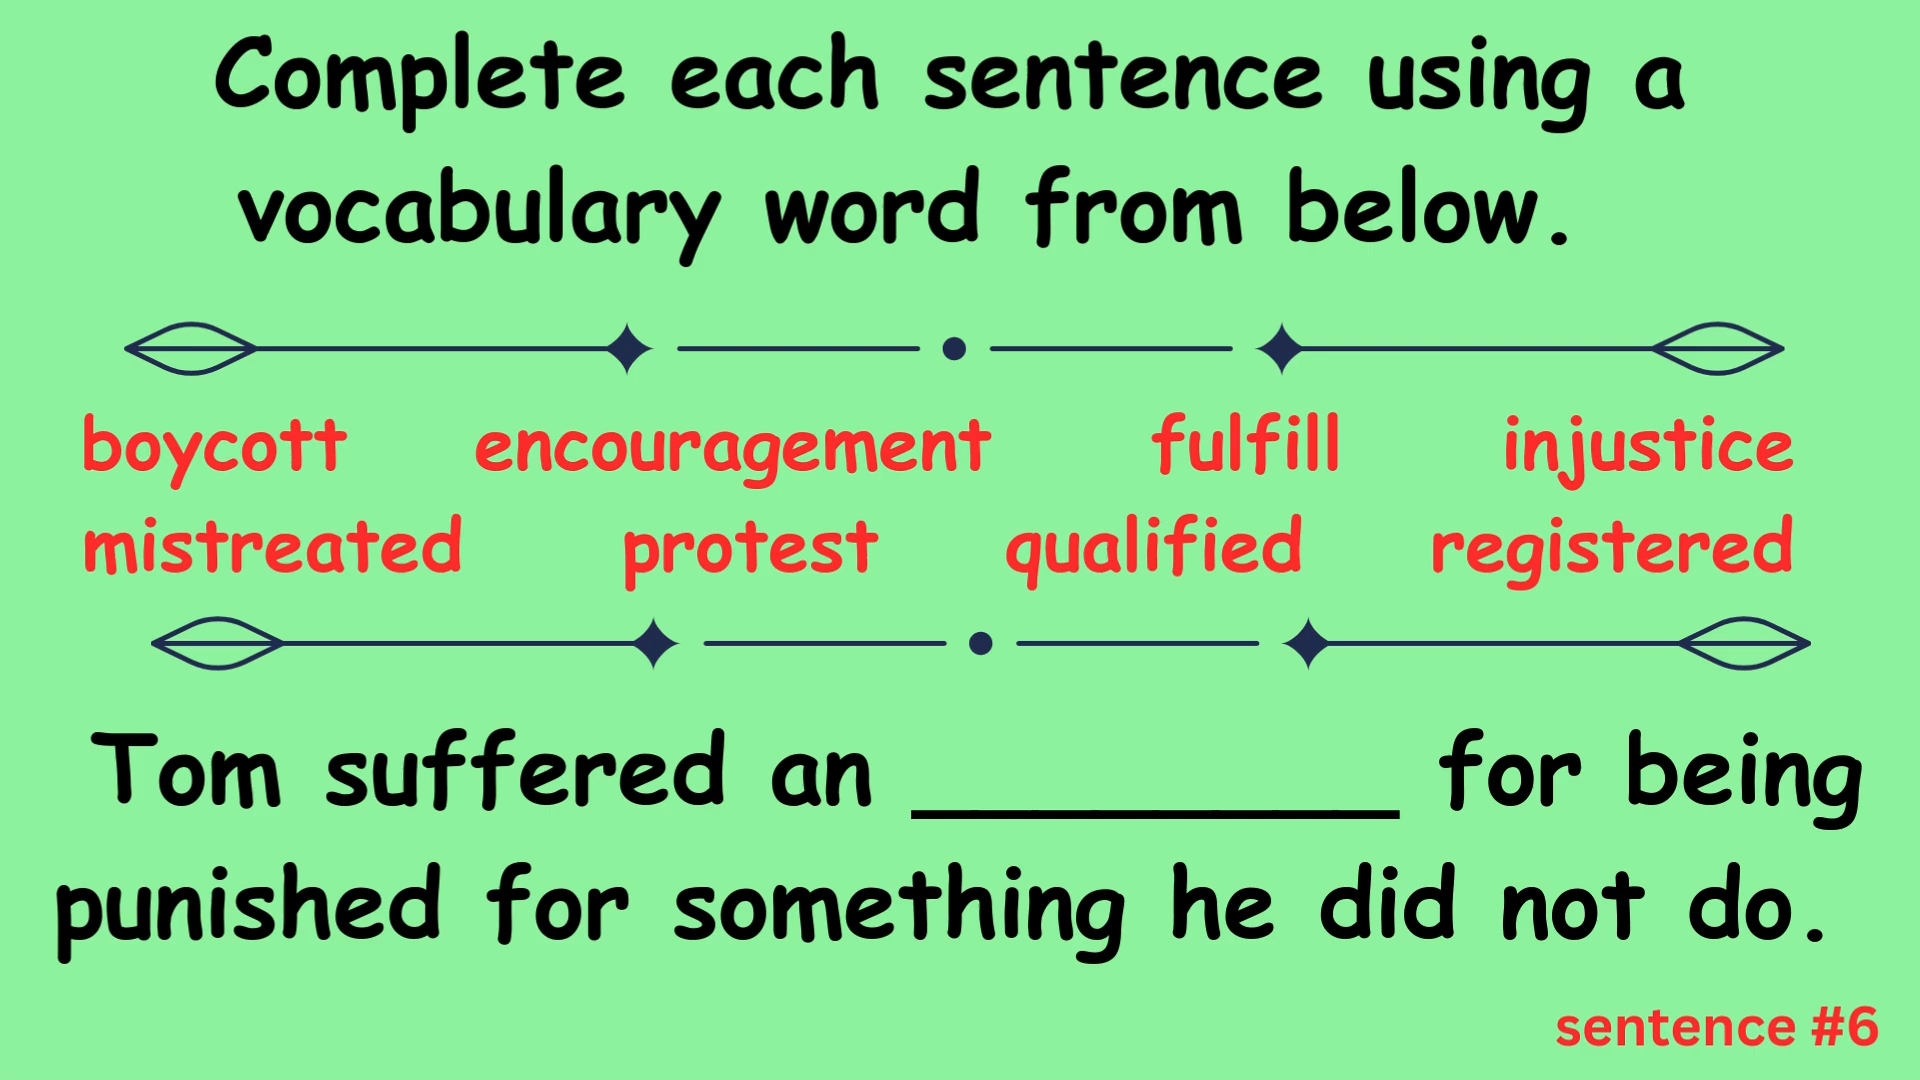 Complete each sentence using a
vocabulary word from below.
boycott encouragement fulfill injustice
mistreated protest qualified registered
Tom suffered an __________ for being
punished for something he did not do.
sentence #6